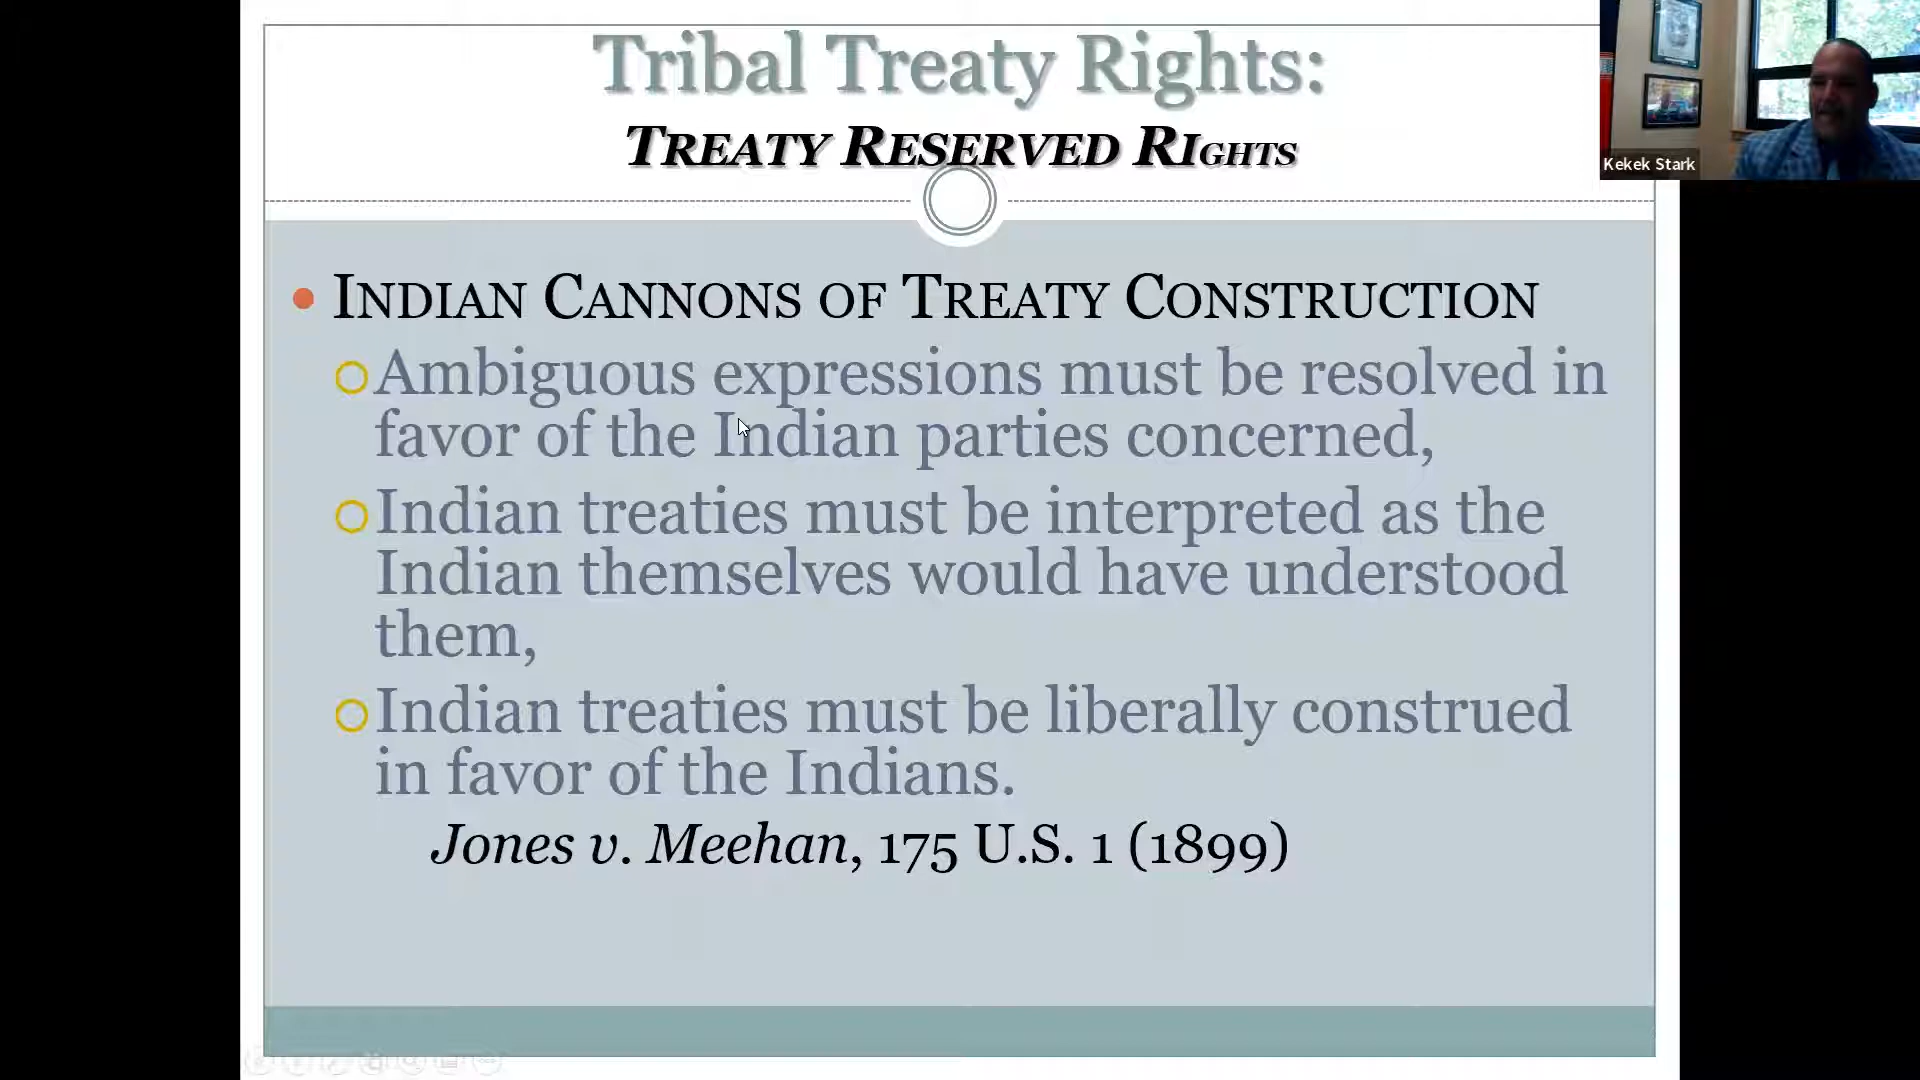 Tribal Treaty Rights:
TREATY RESERVED RIGHTS
Kekek Stark
• INDIAN CANNONS OF TREATY CONSTRUCTION
Ambiguous expressions must be resolved in
favor of the Indian parties concerned,
Indian treaties must be interpreted as the
Indian themselves would have understood
them,
Indian treaties must be liberally construed
in favor of the Indians.
Jones v. Meehan, 175 U.S. 1 (1899)